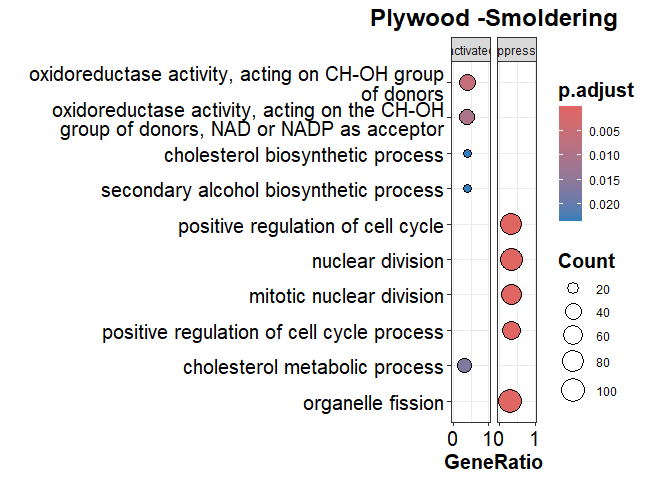 Plywood -Smoldering
activated
ppress
oxidoreductase activity, acting on CH-OH group
of donors
oxidoreductase activity, acting on the CH-OH
group of donors, NAD or NADP as acceptor
cholesterol biosynthetic process
secondary alcohol biosynthetic process
positive regulation of cell cycle
nuclear division
mitotic nuclear division
positive regulation of cell cycle process
cholesterol metabolic process
organelle fission
0 1 0 1
GeneRatio
p.adjust
0.005
0.010
0.015
0.020
Count
20
40
60
80
100